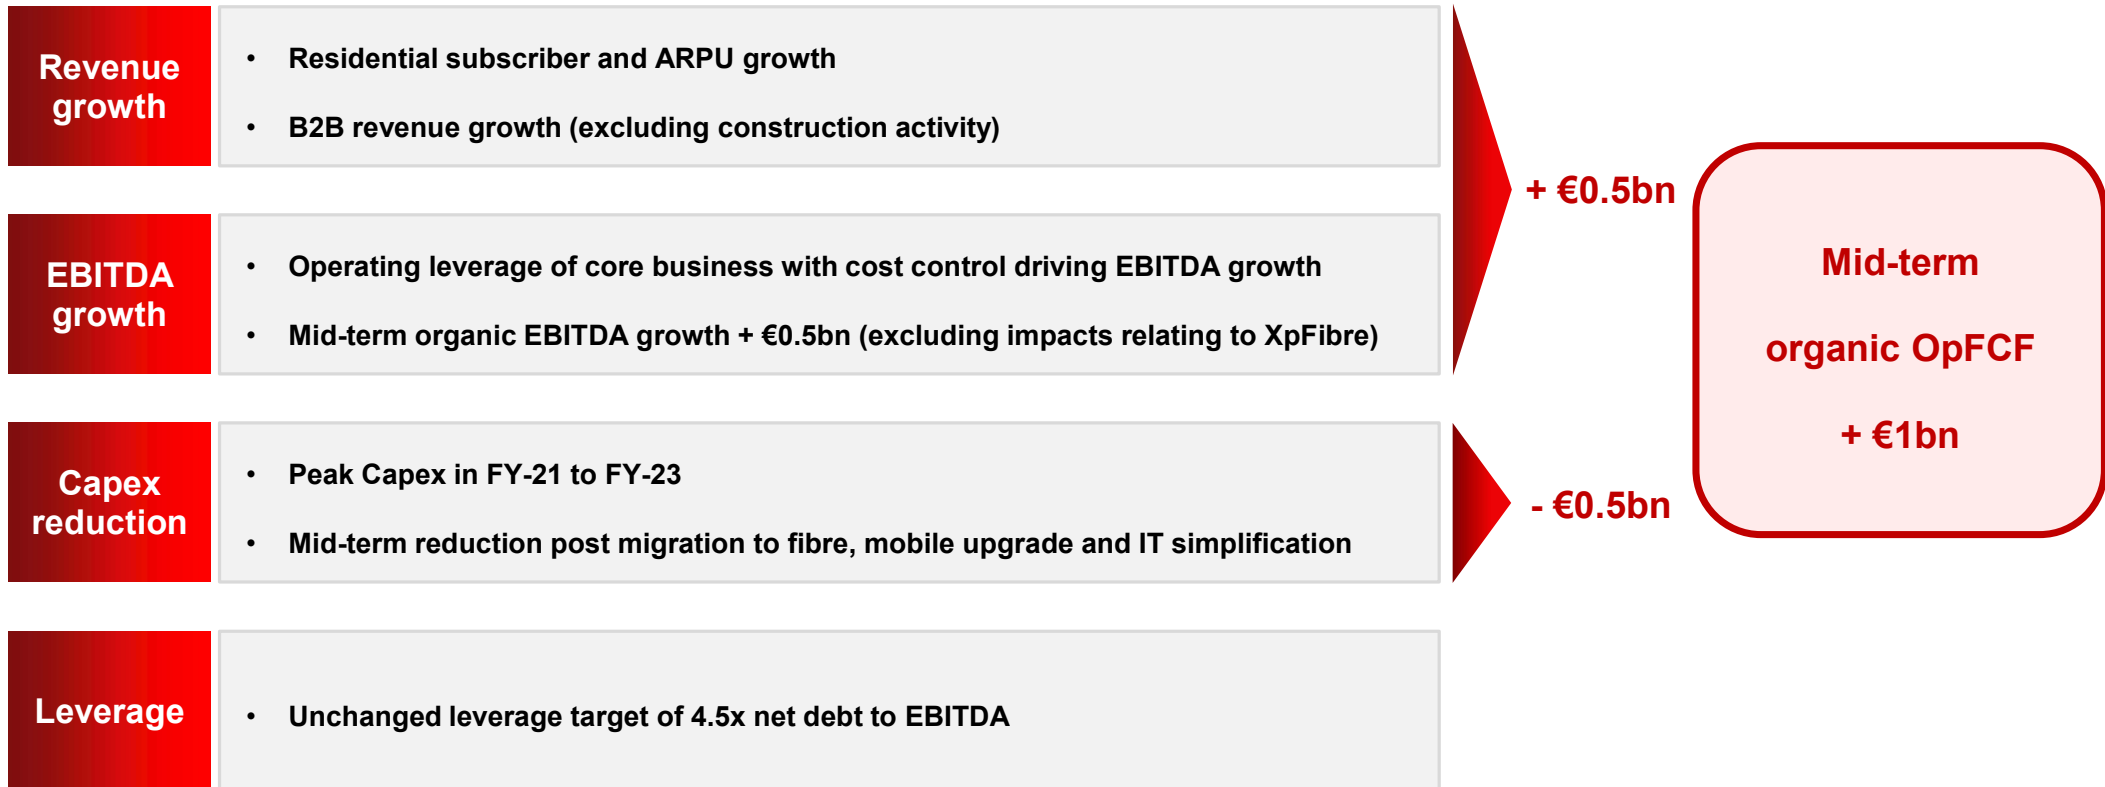 Revenue
growth
• Residential subscriber and ARPU growth
• B2B revenue growth (excluding construction activity)
EBITDA
growth
• Operating leverage of core business with cost control driving EBITDA growth
• Mid-term organic EBITDA growth + €0.5bn (excluding impacts relating to XpFibre)
+ €0.5bn
Capex
reduction
• Peak Capex in FY-21 to FY-23
• Mid-term reduction post migration to fibre, mobile upgrade and IT simplification
- €0.5bn
Mid-term
organic OpFCF
+ €1bn
Leverage
• Unchanged leverage target of 4.5x net debt to EBITDA